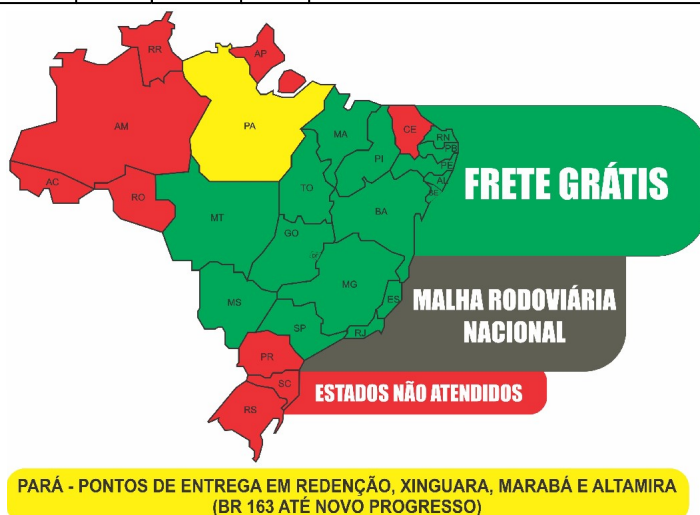 RR
AP
AM
PA
MA
CE
RN
PB
PI
PE
AL
SE
AC
RO
TO
BA
MT
GO
DF
MG
ES
MS
SP
RJ
PR
SC
RS
FRETE GRÁTIS
MALHA RODOVIÁRIA
NACIONAL
ESTADOS NÃO ATENDIDOS
PARÁ - PONTOS DE ENTREGA EM REDENÇÃO, XINGUARA, MARABÁ E ALTAMIRA
(BR 163 ATÉ NOVO PROGRESSO)